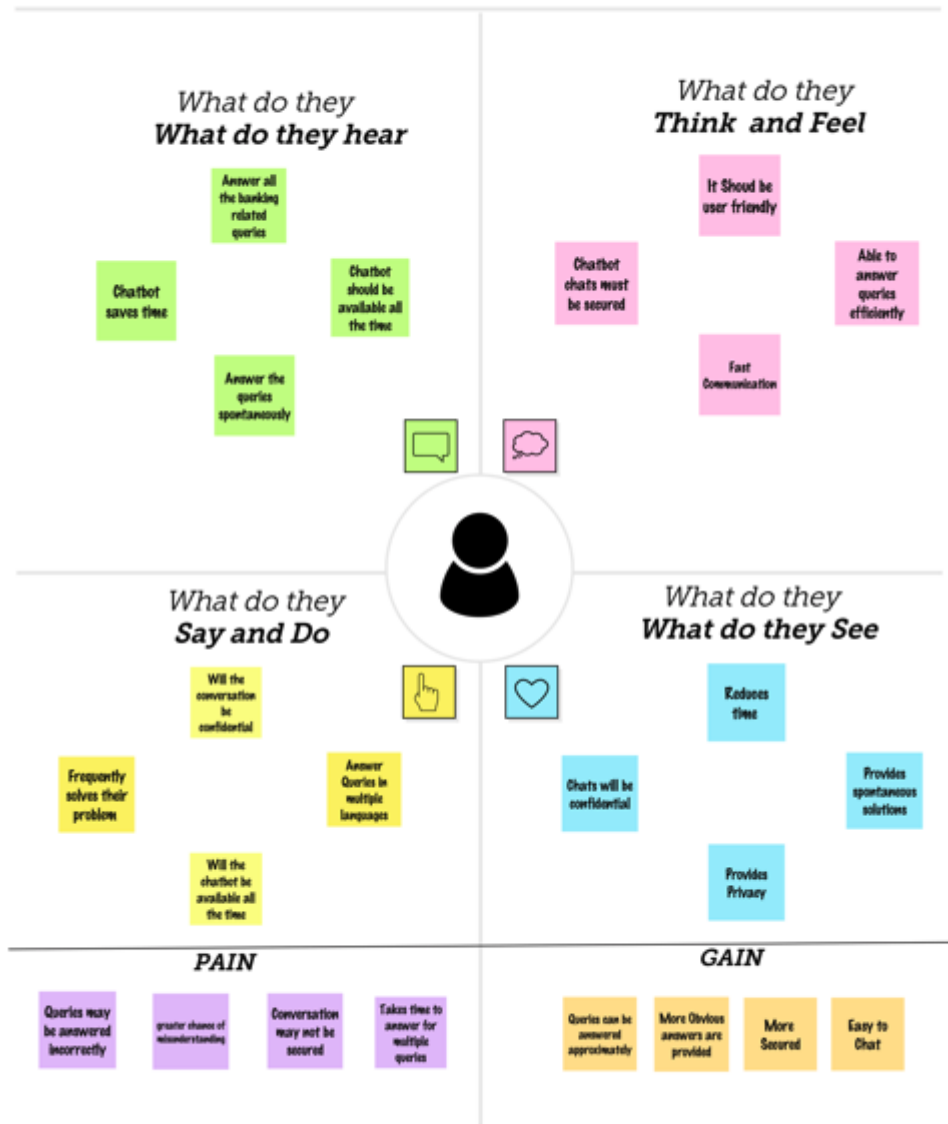 What do they
What do they hear
Answer all
the banking
related
queries
Chatbot
saves time
Chatbot
should be
available all
the time
Answer the
queries
spontaneously
What do they
Think and Feel
It Shoud be
user friendly
Chatbot
chats must
be secured
Able to
answer
queries
efficiently
Fast
Communication
What do they
Say and Do
Will the
conversation
be
confidential
Frequently
solves their
problem
Answer
Queries in
multiple
languages
Will the
chatbot be
available all
the time
What do they
What do they See
Reduces
time
Chats will be
confidential
Provides
spontaneous
solutions
Provides
Privacy
PAIN
Queries may
be answered
incorrectly
greater chance of
misunderstanding
Conversation
may not be
secured
Takes time to
answer for
multiple
queries
GAIN
Queries can be
answered
approximately
More Obvious
answers are
provided
More
Secured
Easy to
Chat